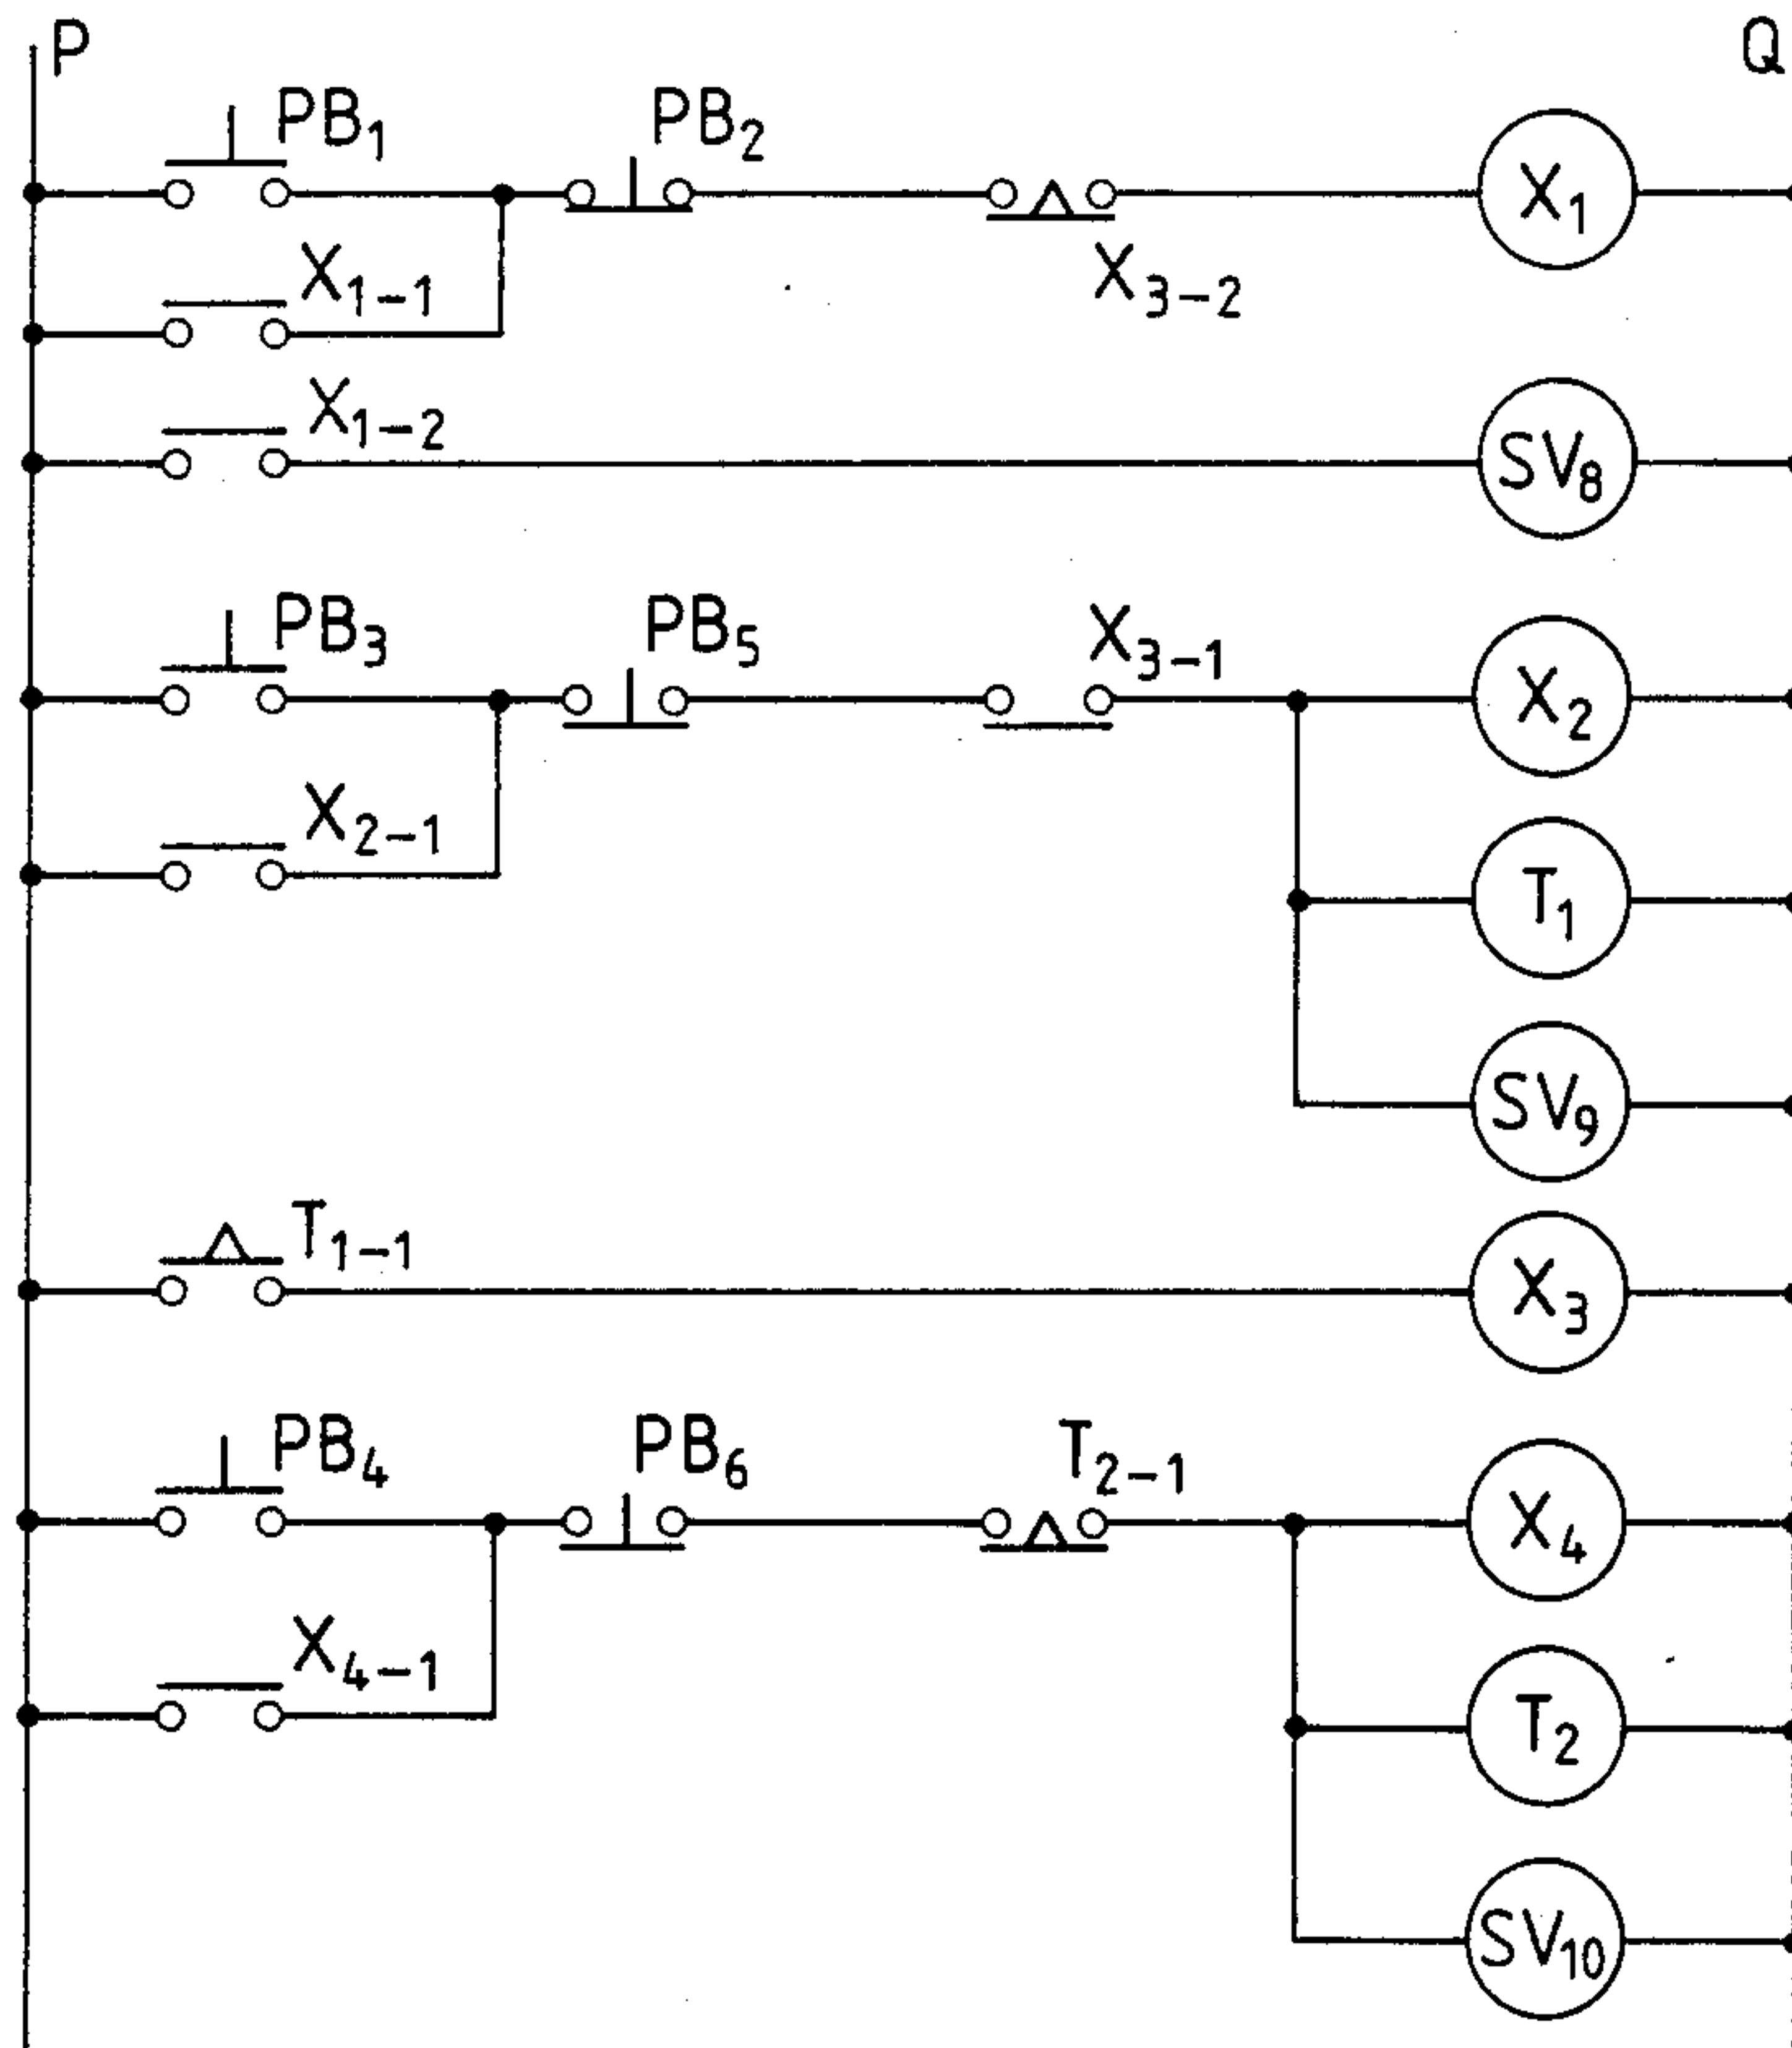 P Q
PB1 PB2
X1
X1-1 X3-2
X1-2
SV8
PB3 PB5 X3-1
X2
X2-1
T1
SV9
T1-1
X3
PB4 PB6 T2-1
X4
X4-1
T2
SV10